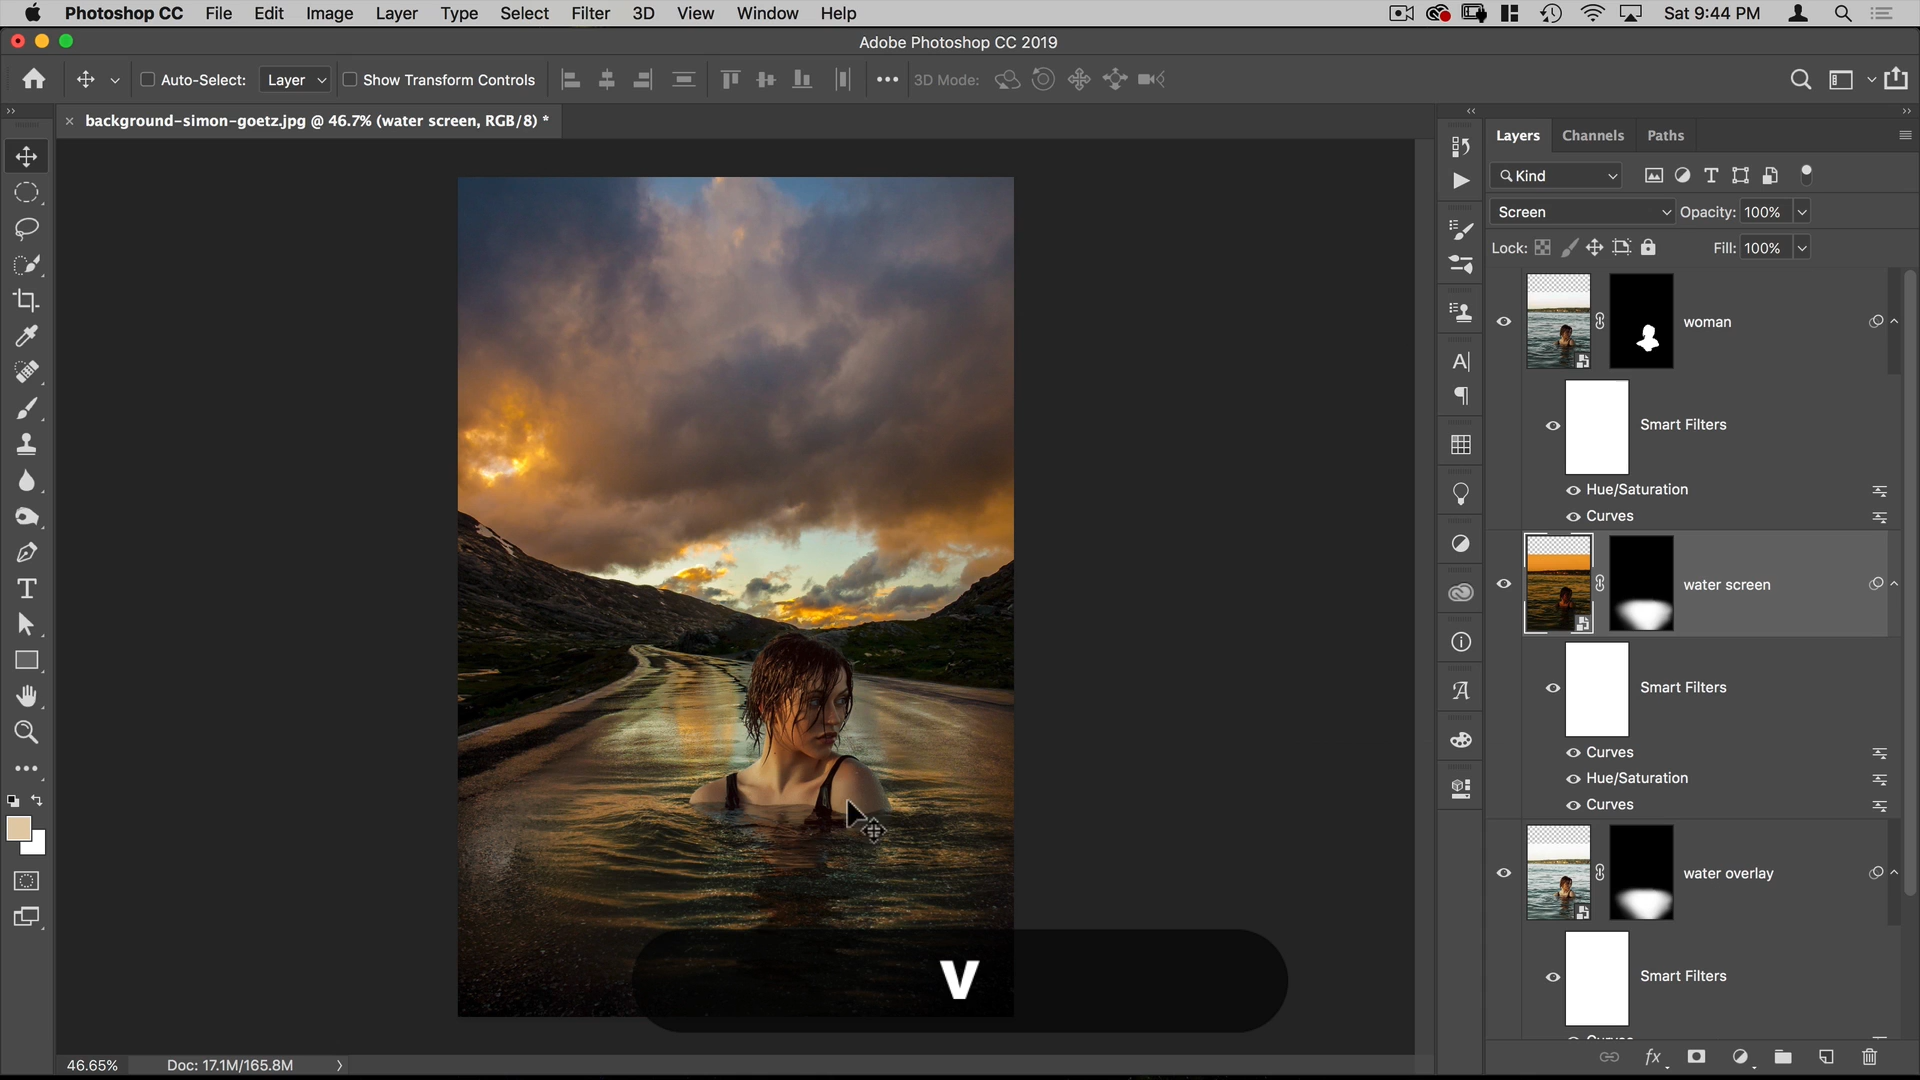 Photoshop CC File Edit Image Layer Type Select Filter 3D View Window Help Sat 9:44 PM
Adobe Photoshop CC 2019
Auto-Select: Layer Show Transform Controls 3D Mode:
background-simon-goetz.jpg @ 46.7% (water screen, RGB/8) *
Layers Channels Paths
Kind
Screen Opacity: 100%
Lock: Fill: 100%
woman
Smart Filters
Hue/Saturation
Curves
water screen
Smart Filters
Curves
Hue/Saturation
Curves
water overlay
Smart Filters
V
46.65% Doc: 17.1M/165.8M